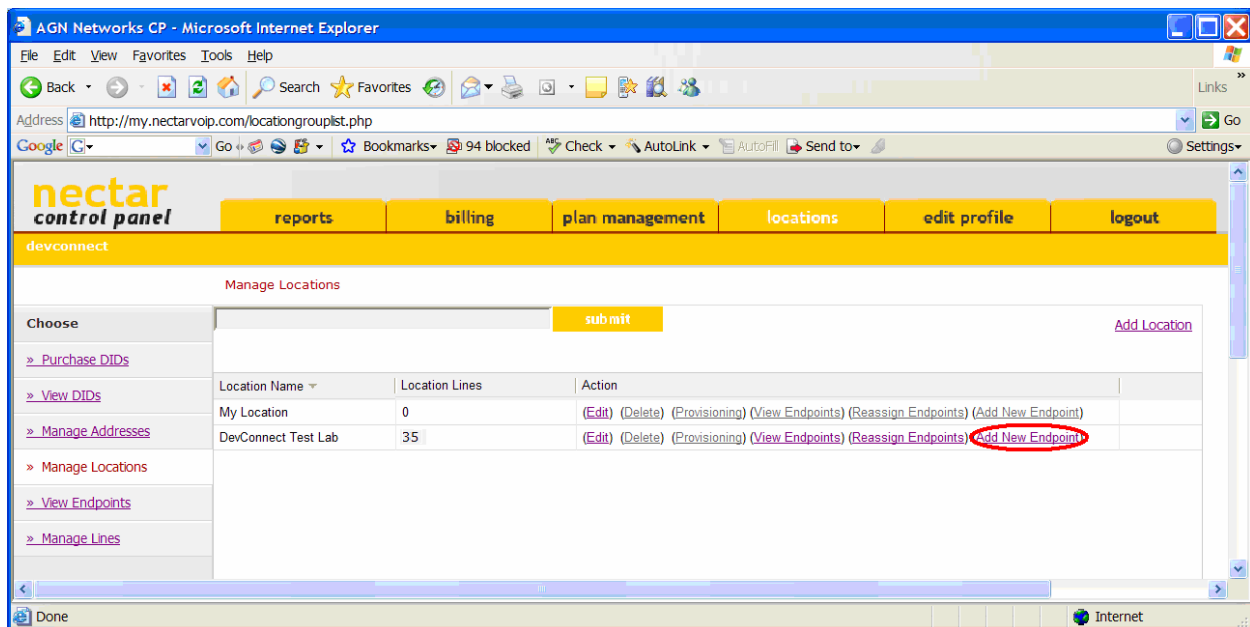 AGN Networks CP - Microsoft Internet Explorer
File Edit View Favorites Tools Help
Back Search Favorites Links
Address http://my.nectarvoip.com/locationgrouplist.php Go
Google G Go Bookmarks 94 blocked ABC Check AutoLink AutoFill Send to Settings
nectar
control panel reports billing plan management locations edit profile logout
devconnect
Manage Locations
Choose submit Add Location
» Purchase DIDs
» View DIDs
» Manage Addresses
» Manage Locations
» View Endpoints
» Manage Lines
Location Name Location Lines Action
My Location 0 (Edit) (Delete) (Provisioning) (View Endpoints) (Reassign Endpoints) (Add New Endpoint)
DevConnect Test Lab 35 (Edit) (Delete) (Provisioning) (View Endpoints) (Reassign Endpoints) (Add New Endpoint)
Done Internet